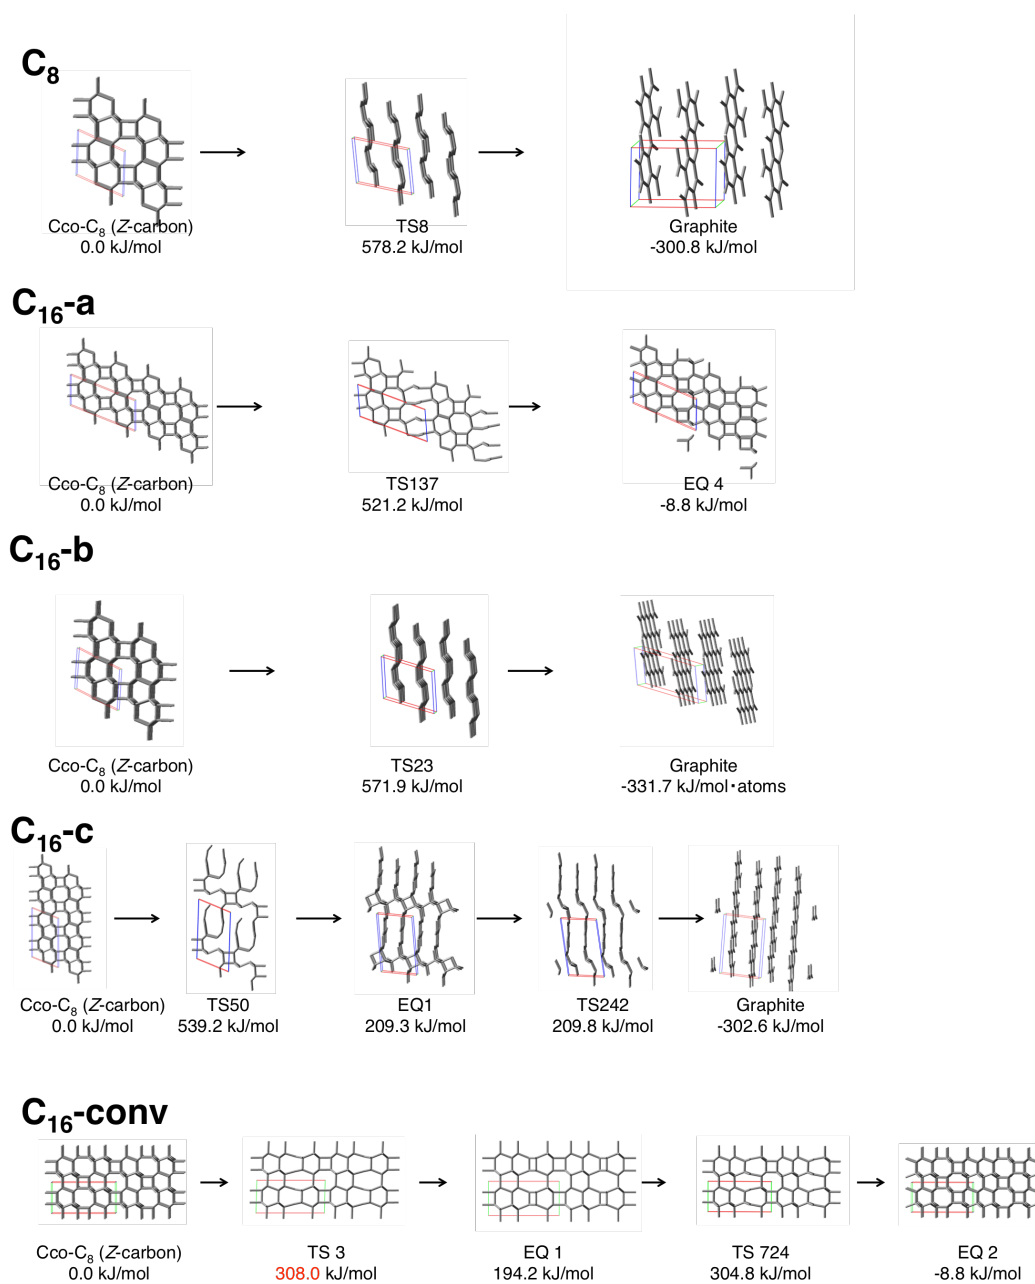 C8
Cco-C8 (Z-carbon) TS8 Graphite
0.0 kJ/mol 578.2 kJ/mol -300.8 kJ/mol
C16-a
Cco-C8 (Z-carbon) TS137 EQ 4
0.0 kJ/mol 521.2 kJ/mol -8.8 kJ/mol
C16-b
Cco-C8 (Z-carbon) TS23 Graphite
0.0 kJ/mol 571.9 kJ/mol -331.7 kJ/mol・atoms
C16-c
Cco-C8 (Z-carbon) TS50 EQ1 TS242 Graphite
0.0 kJ/mol 539.2 kJ/mol 209.3 kJ/mol 209.8 kJ/mol -302.6 kJ/mol
C16-conv
Cco-C8 (Z-carbon) TS 3 EQ 1 TS 724 EQ 2
0.0 kJ/mol 308.0 kJ/mol 194.2 kJ/mol 304.8 kJ/mol -8.8 kJ/mol